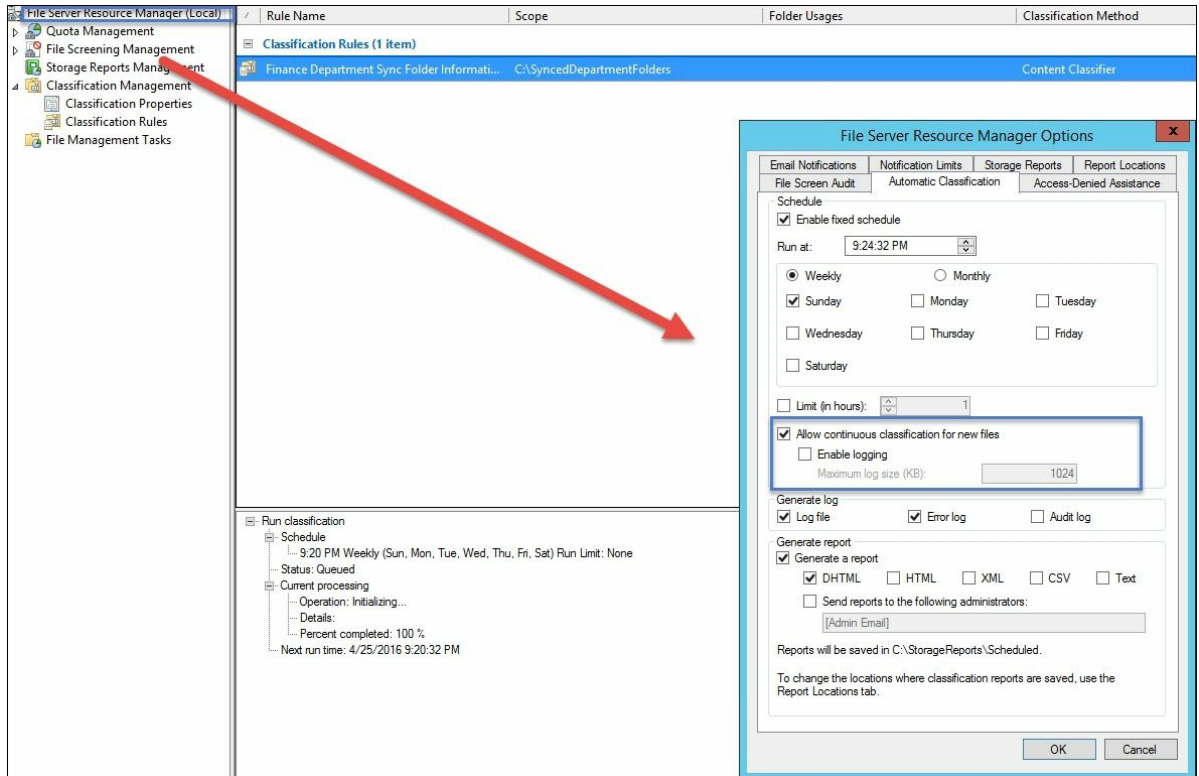 File Server Resource Manager (Local)
Quota Management
File Screening Management
Storage Reports Management
Classification Management
Classification Properties
Classification Rules
File Management Tasks
/ Rule Name Scope Folder Usages Classification Method
Classification Rules (1 item)
Finance Department Sync Folder Informati... C:\SyncedDepartmentFolders Content Classifier
Run classification
Schedule
9:20 PM Weekly (Sun, Mon, Tue, Wed, Thu, Fri, Sat) Run Limit: None
Status: Queued
Current processing
Operation: Initializing...
Details:
Percent completed: 100 %
Next run time: 4/25/2016 9:20:32 PM
File Server Resource Manager Options
x
Email Notifications Notification Limits Storage Reports Report Locations
File Screen Audit Automatic Classification Access-Denied Assistance
Schedule
Enable fixed schedule
Run at: 9:24:32 PM
Weekly Monthly
Sunday Monday Tuesday
Wednesday Thursday Friday
Saturday
Limit (in hours): 1
Allow continuous classification for new files
Enable logging
Maximum log size (KB): 1024
Generate log
Log file Error log Audit log
Generate report
Generate a report
DHTML HTML XML CSV Text
Send reports to the following administrators:
[Admin Email]
Reports will be saved in C:\StorageReports\Scheduled.
To change the locations where classification reports are saved, use the
Report Locations tab.
OK Cancel